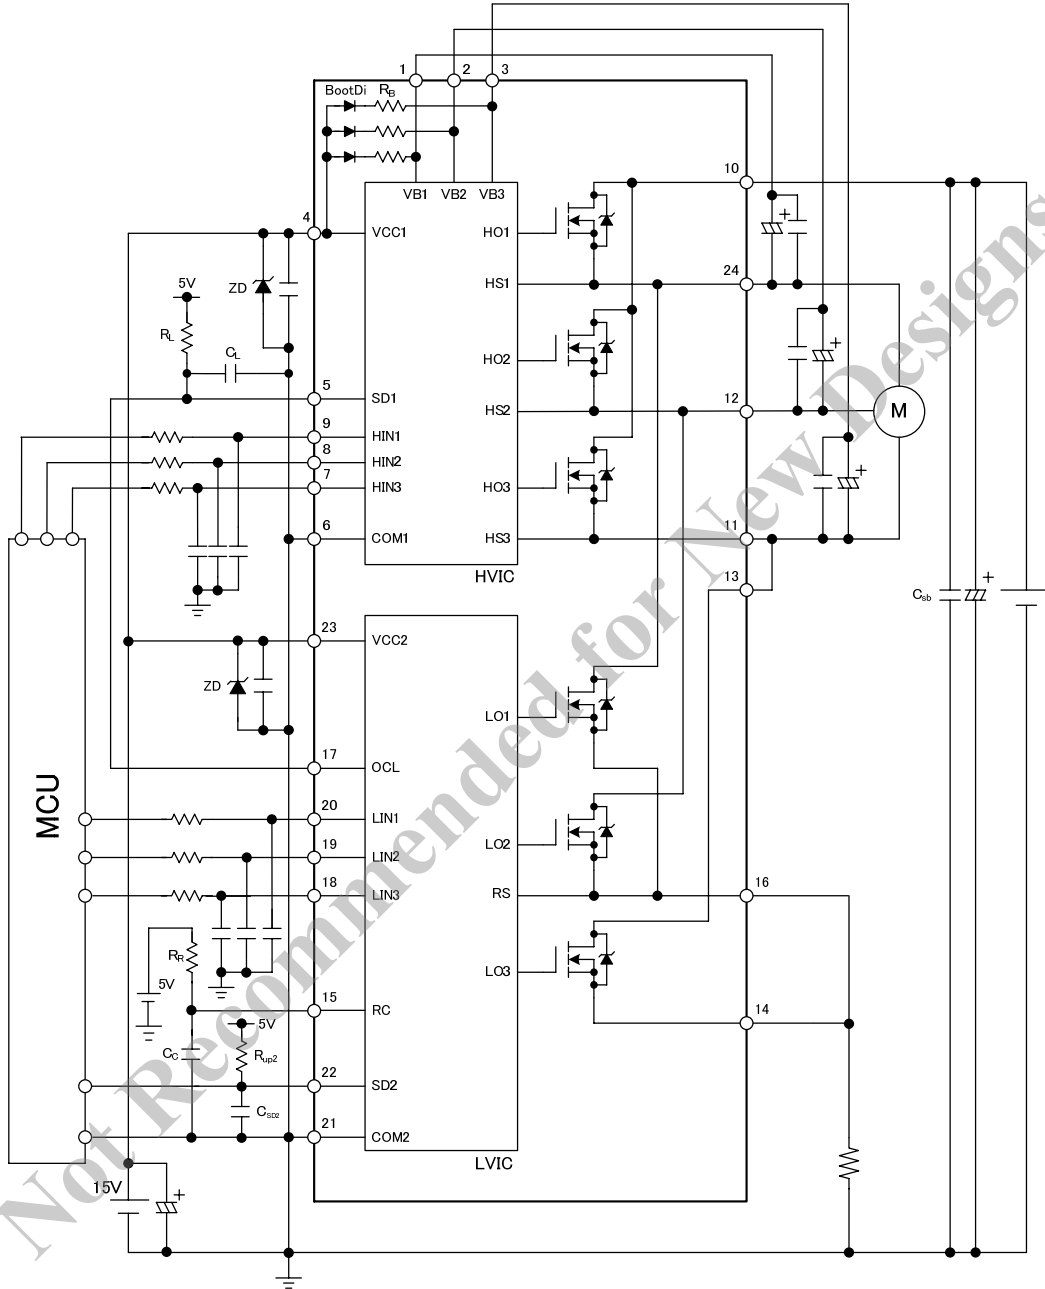 1 2 3
BootDi RB
VB1 VB2 VB3
10
4 VCC1 HO1
5V ZD 24
HS1
RL CL
HO2
5 SD1
HS2 12 M
9 HIN1
8 HIN2
7 HIN3 HO3
6 COM1 HS3 11
HVIC 13
Csb
23 VCC2
ZD
LO1
17 OCL
MCU
20 LIN1
LO2
19 LIN2
18 LIN3 RS 16
RR
LO3
5V
15 RC 14
5V
CC Rup2
22 SD2
CSD2
21 COM2
LVIC
15V
+ + + + +
Not Recommended for New Designs